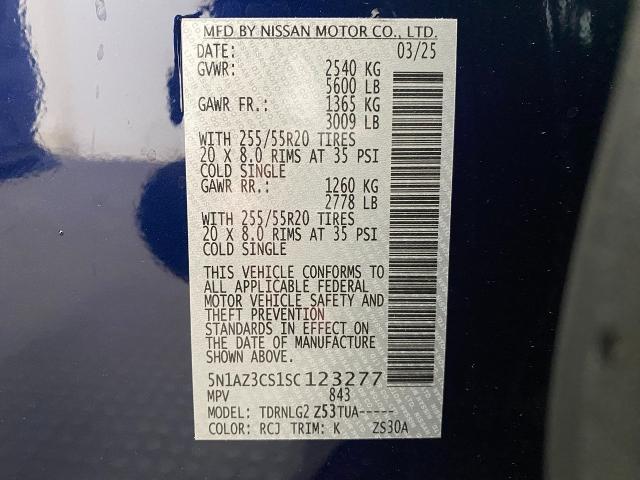 MFD BY NISSAN MOTOR CO., LTD.
DATE: 03/25
GVWR: 2540 KG
5600 LB
GAWR FR.: 1365 KG
3009 LB
WITH 255/55R20 TIRES
20 X 8.0 RIMS AT 35 PSI
COLD SINGLE
GAWR RR.: 1260 KG
2778 LB
WITH 255/55R20 TIRES
20 X 8.0 RIMS AT 35 PSI
COLD SINGLE
THIS VEHICLE CONFORMS TO
ALL APPLICABLE FEDERAL
MOTOR VEHICLE SAFETY AND
THEFT PREVENTION
STANDARDS IN EFFECT ON
THE DATE OF MANUFACTURE
SHOWN ABOVE.
5N1AZ3CS1SC123277
MPV 843
MODEL: TDRNLG2 Z53TUA-----
COLOR: RCJ TRIM: K ZS30A